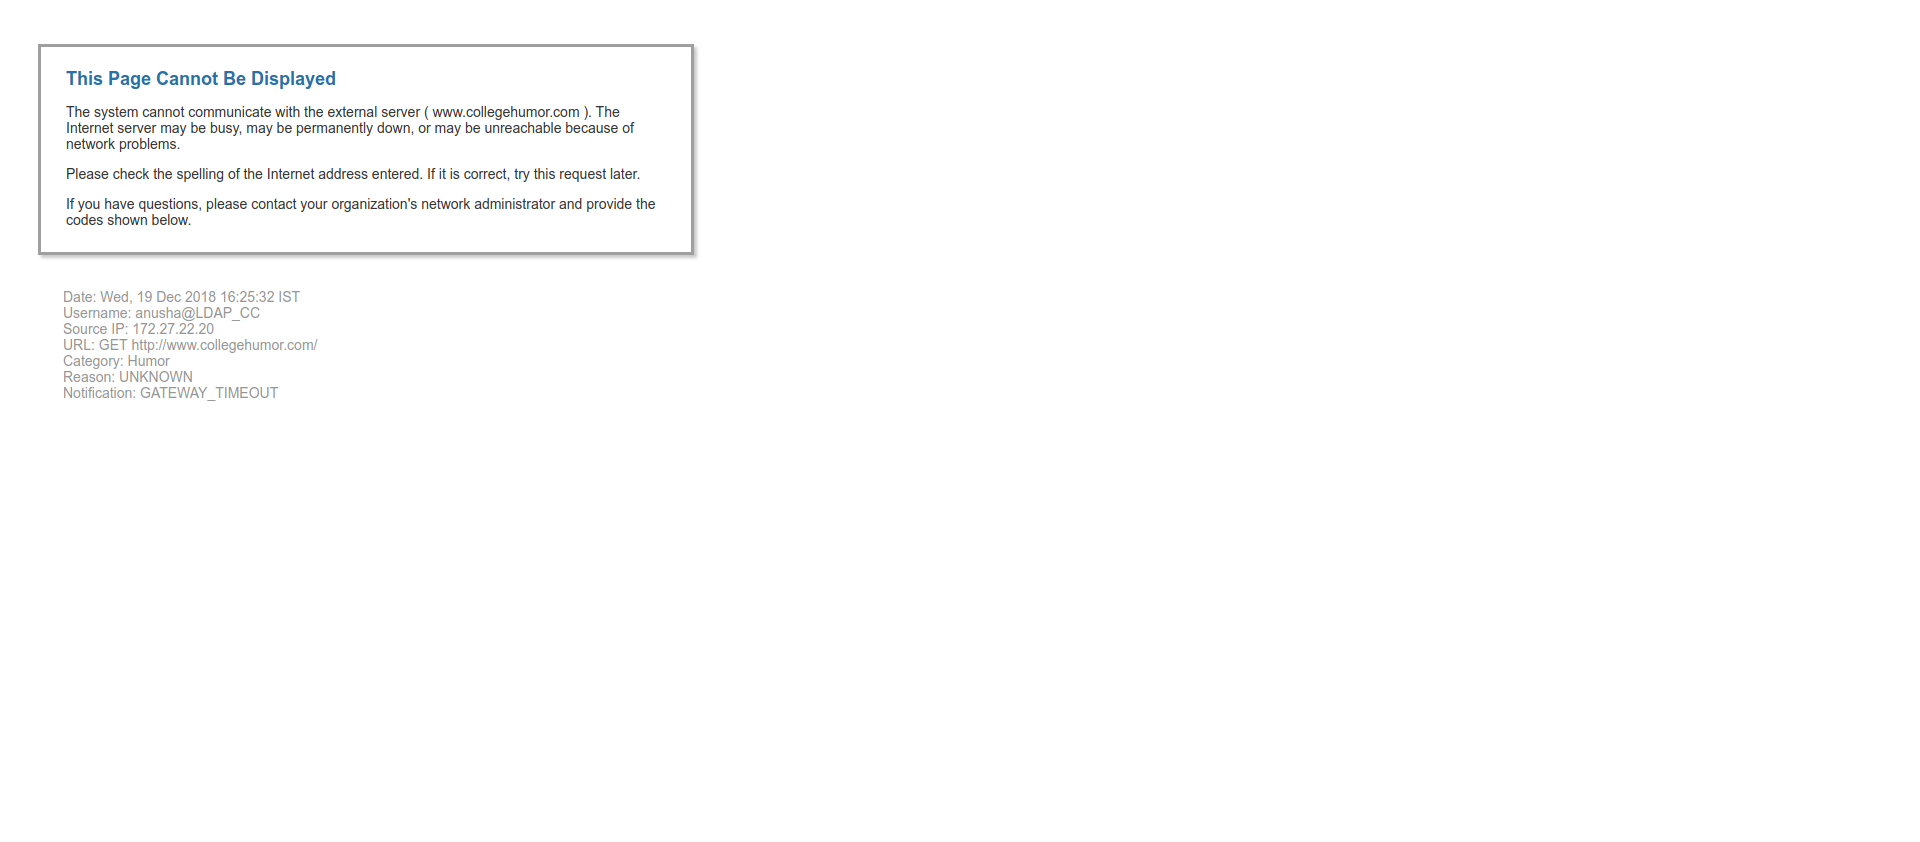 This Page Cannot Be Displayed
The system cannot communicate with the external server ( www.collegehumor.com ). The
Internet server may be busy, may be permanently down, or may be unreachable because of
network problems.
Please check the spelling of the Internet address entered. If it is correct, try this request later.
If you have questions, please contact your organization's network administrator and provide the
codes shown below.
Date: Wed, 19 Dec 2018 16:25:32 IST
Username: anusha@LDAP_CC
Source IP: 172.27.22.20
URL: GET http://www.collegehumor.com/
Category: Humor
Reason: UNKNOWN
Notification: GATEWAY_TIMEOUT